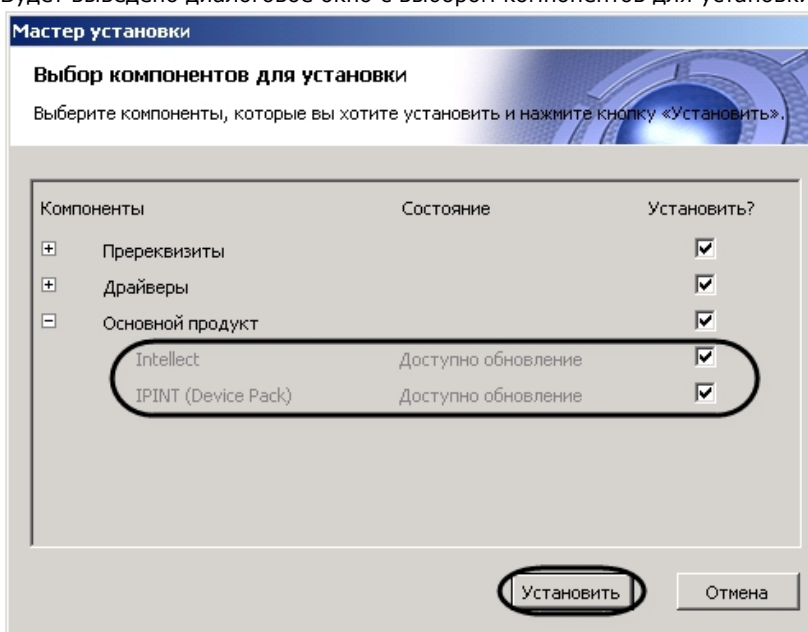 Будет выведено диалоговое окно с выбором компонентов для установки
Мастер установки
Выбор компонентов для установки
Выберите компоненты, которые вы хотите установить и нажмите кнопку «Установить».
Компоненты Состояние Установить?
Пререквизиты
Драйверы
Основной продукт
Intellect Доступно обновление
IPINT (Device Pack) Доступно обновление
Установить Отмена